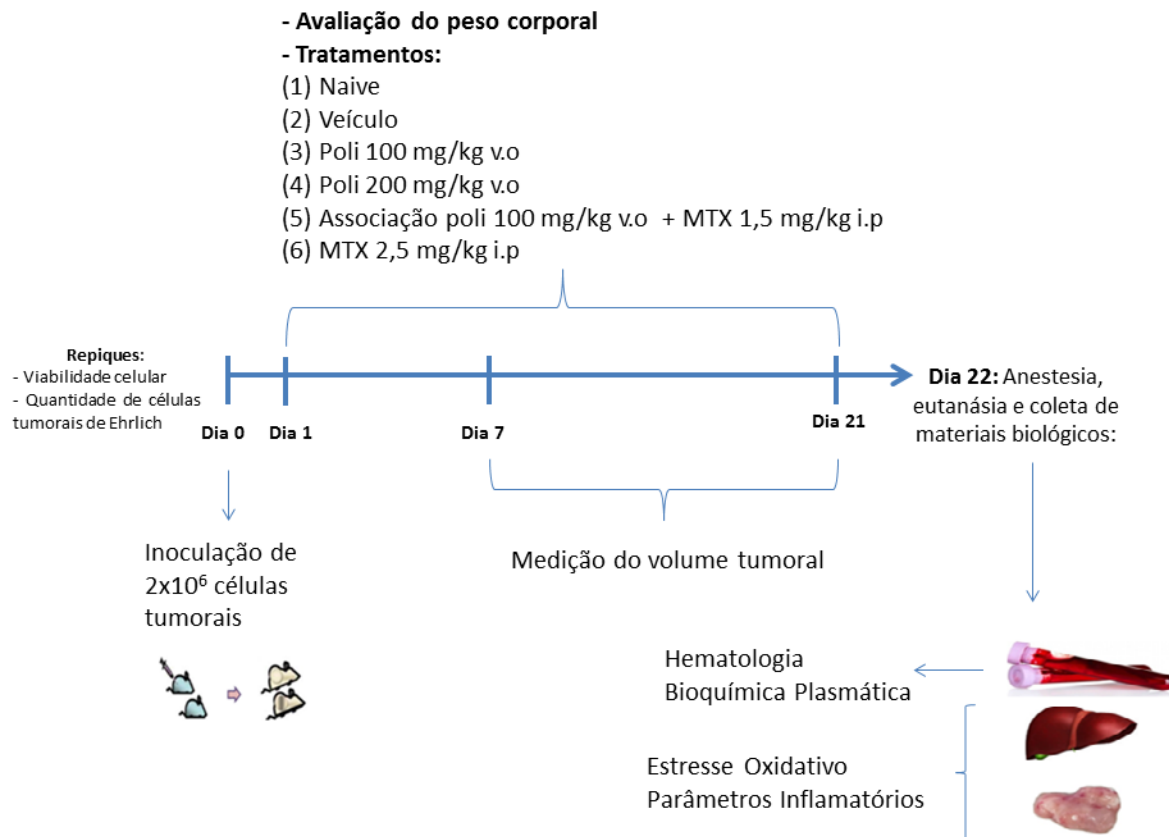 - Avaliação do peso corporal
- Tratamentos:
(1) Naive
(2) Veículo
(3) Poli 100 mg/kg v.o
(4) Poli 200 mg/kg v.o
(5) Associação poli 100 mg/kg v.o + MTX 1,5 mg/kg i.p
(6) MTX 2,5 mg/kg i.p
Repiques:
- Viabilidade celular
- Quantidade de células
tumorais de Ehrlich
Dia 0
Dia 1
Dia 7
Dia 21
Dia 22: Anestesia,
eutanásia e coleta de
materiais biológicos:
Inoculação de
2x10⁶ células
tumorais
Medição do volume tumoral
Hematologia
Bioquímica Plasmática
Estresse Oxidativo
Parâmetros Inflamatórios